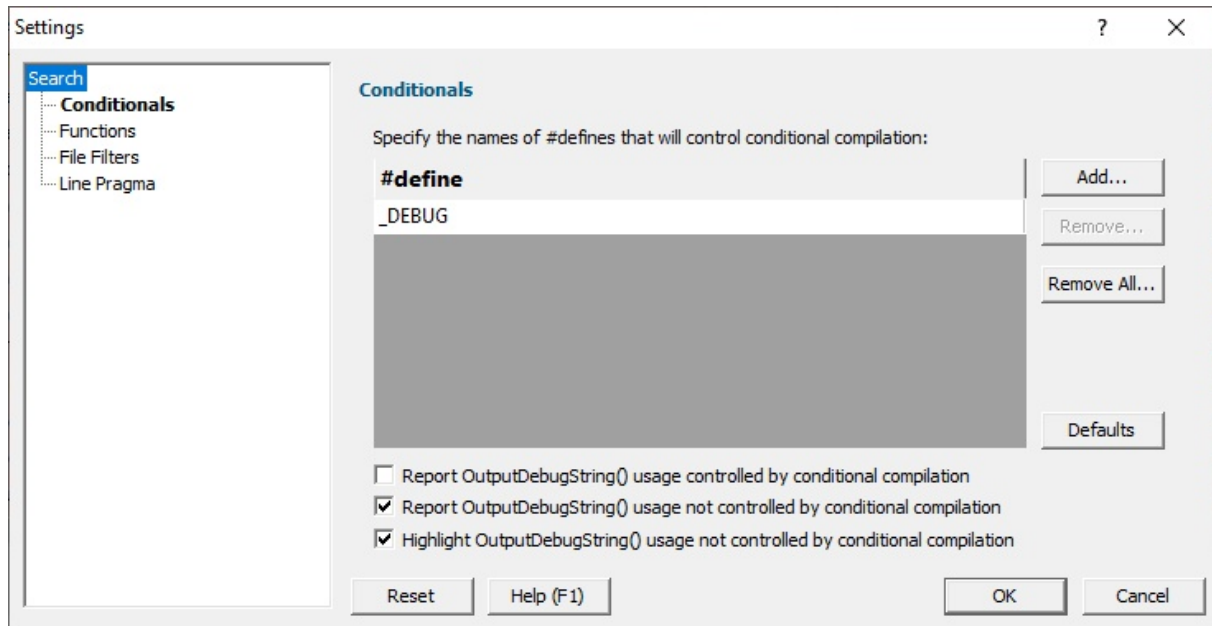 Settings
?
Search
Conditionals
Functions
File Filters
Line Pragma
Conditionals
Specify the names of #defines that will control conditional compilation:
#define
_DEBUG
Add...
Remove...
Remove All...
Defaults
Report OutputDebugString() usage controlled by conditional compilation
Report OutputDebugString() usage not controlled by conditional compilation
Highlight OutputDebugString() usage not controlled by conditional compilation
Reset
Help (F1)
OK
Cancel